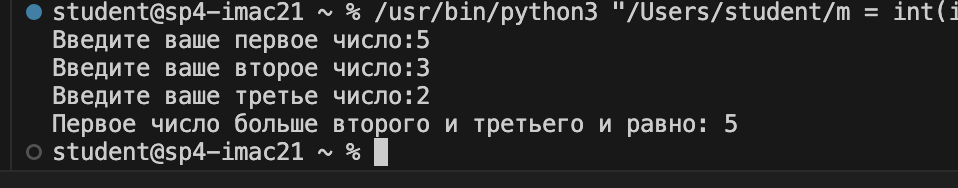 student@sp4-imac21 ~ % /usr/bin/python3 "/Users/student/m = int(i
Введите ваше первое число:5
Введите ваше второе число:3
Введите ваше третье число:2
Первое число больше второго и третьего и равно: 5
student@sp4-imac21 ~ %